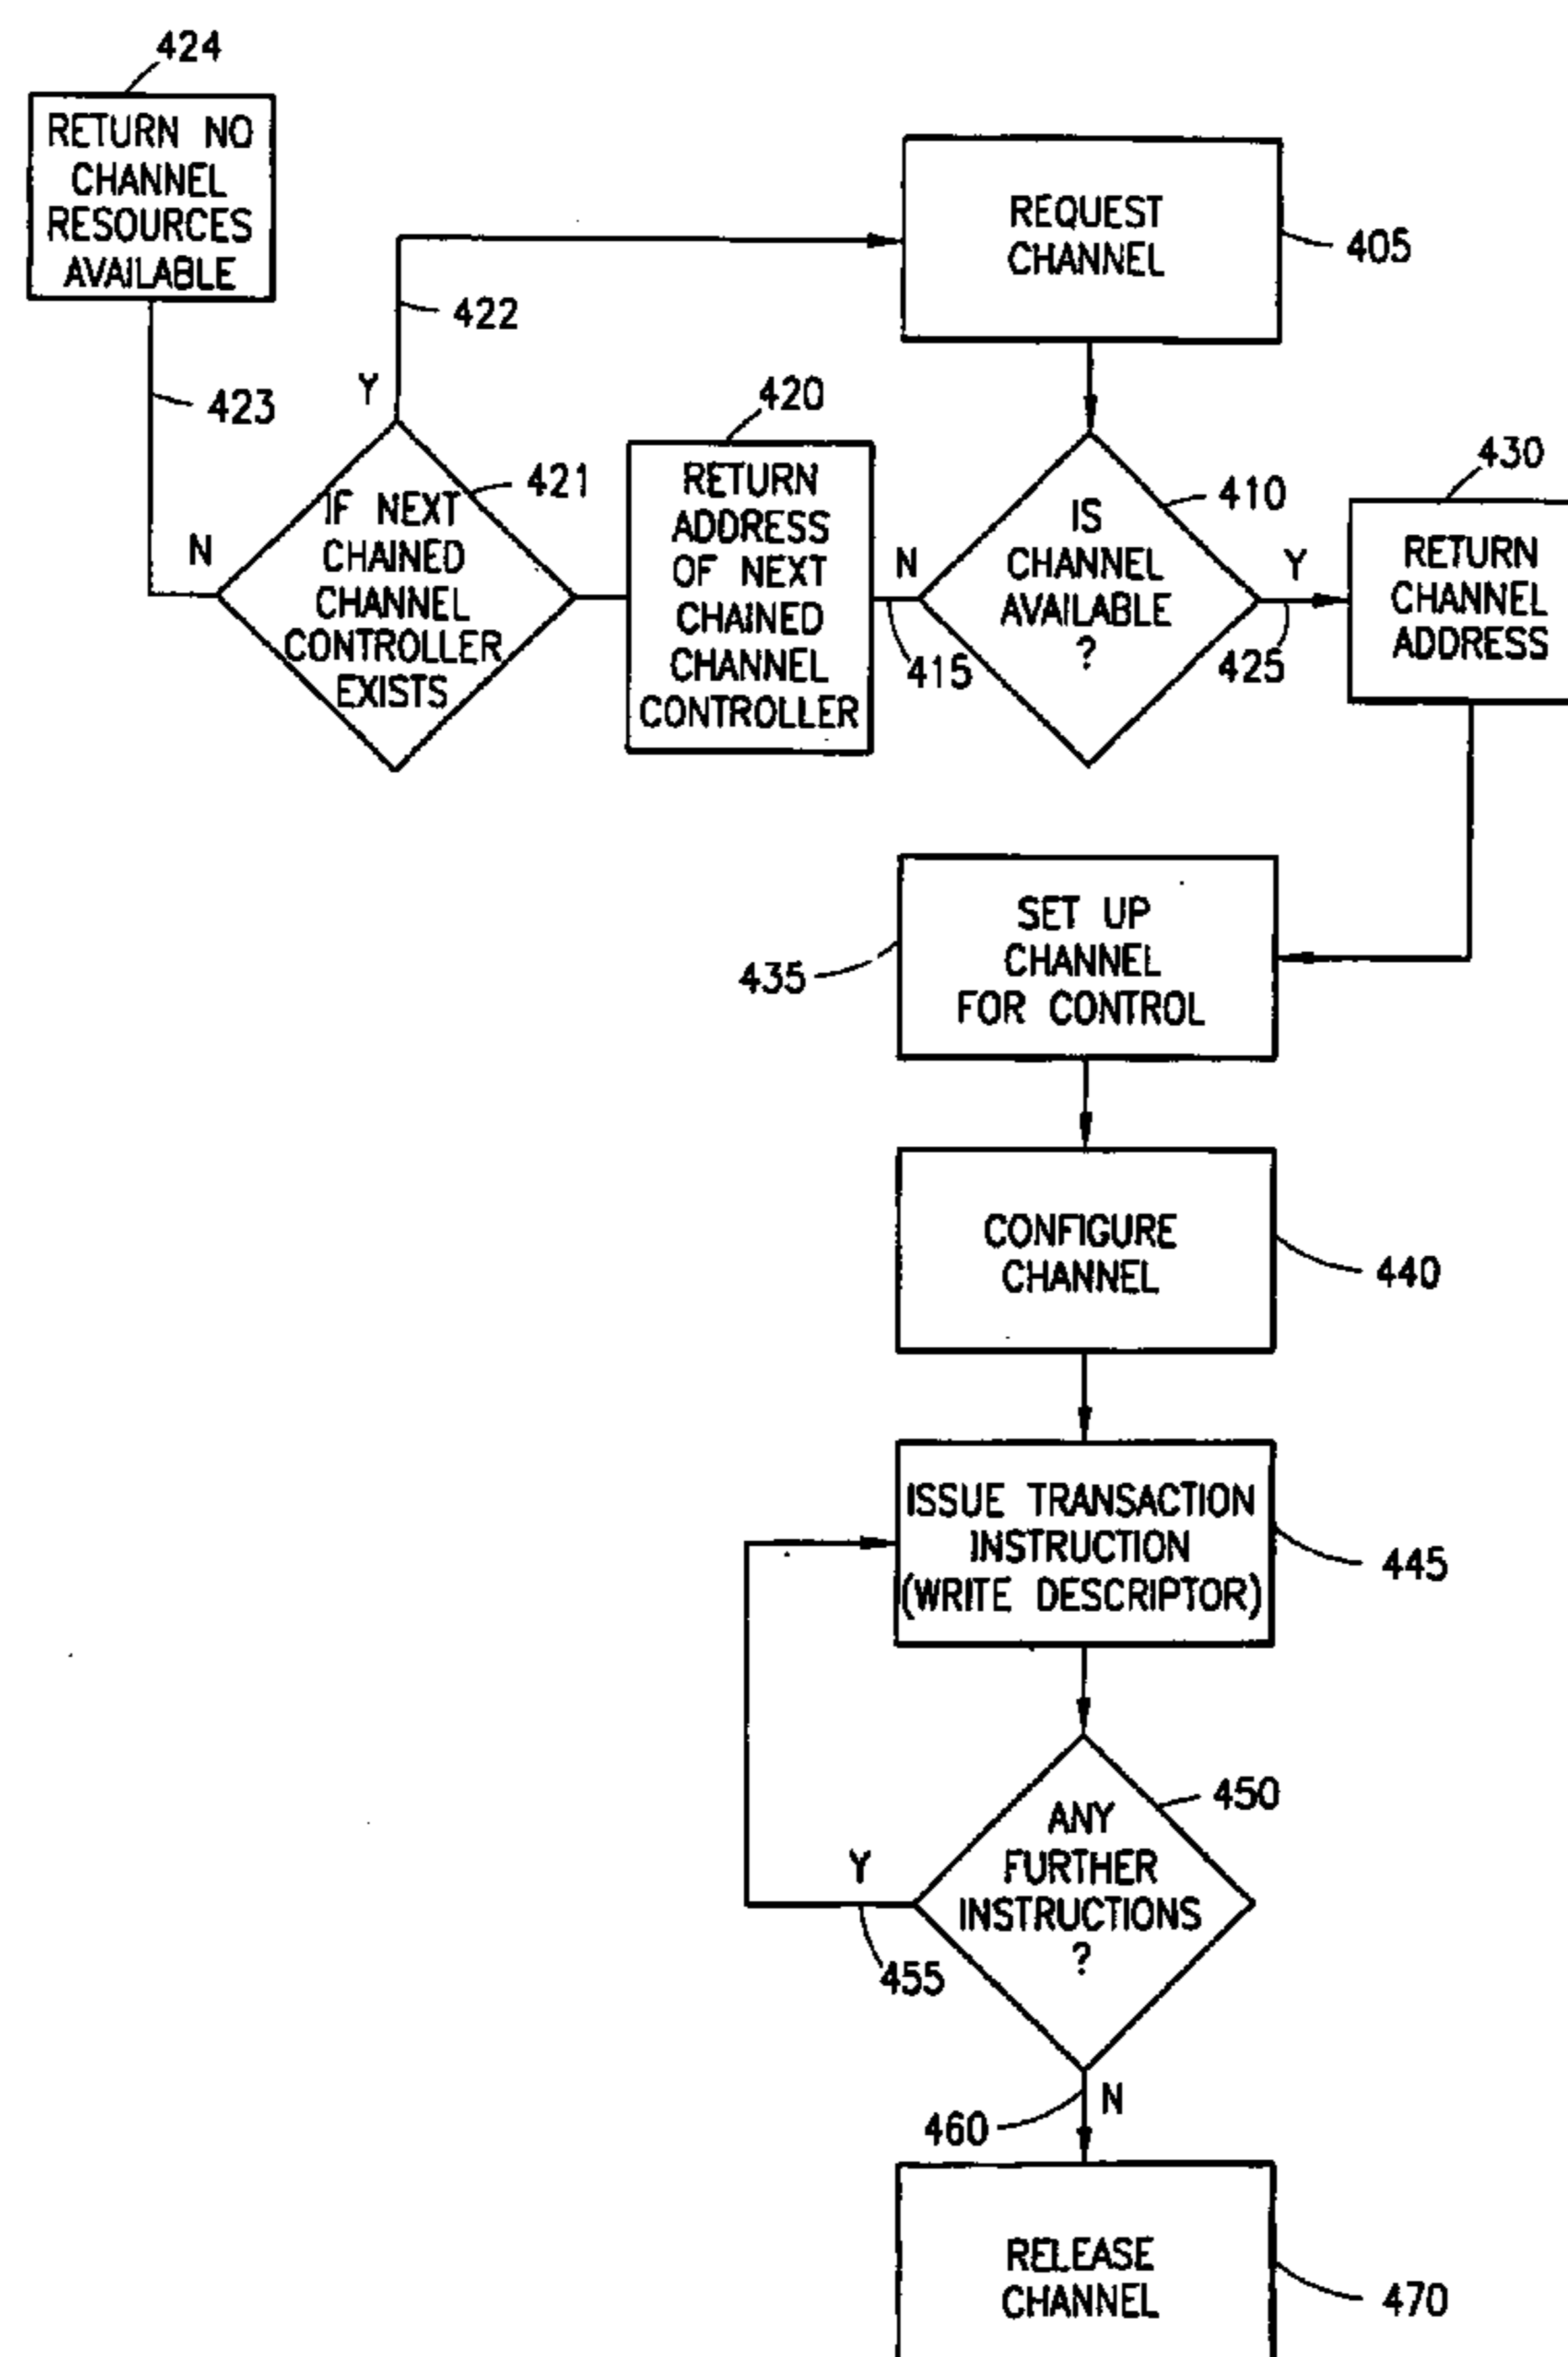 424
RETURN NO
CHANNEL
RESOURCES
AVAILABLE
REQUEST
CHANNEL
405
422
423
Y
N
421
IF NEXT
CHAINED
CHANNEL
CONTROLLER
EXISTS
420
RETURN
ADDRESS
OF NEXT
CHAINED
CHANNEL
CONTROLLER
N
415
410
IS
CHANNEL
AVAILABLE
?
Y
425
430
RETURN
CHANNEL
ADDRESS
435
SET UP
CHANNEL
FOR CONTROL
CONFIGURE
CHANNEL
440
ISSUE TRANSACTION
INSTRUCTION
(WRITE DESCRIPTOR)
445
450
ANY
FURTHER
INSTRUCTIONS
?
Y
455
460
N
RELEASE
CHANNEL
470